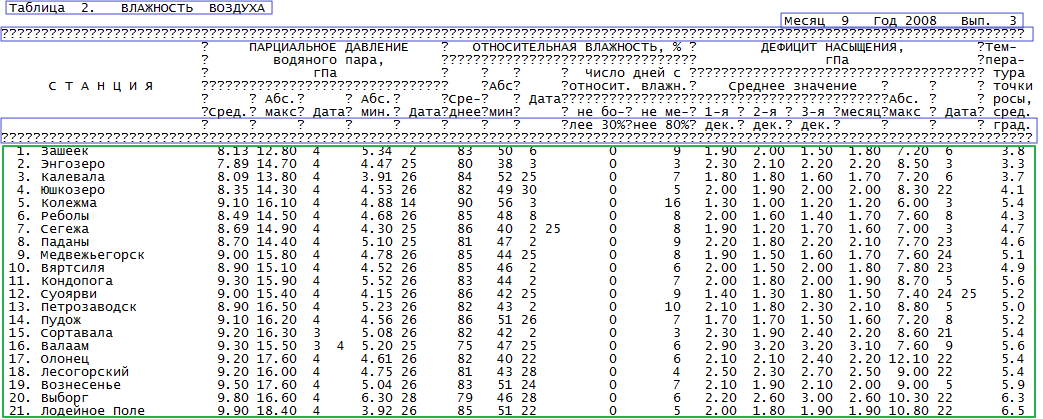 Таблица 2.   ВЛАЖНОСТЬ  ВОЗДУХА
Месяц  9   Год 2008   Вып.  3
????????????????????????????????????????????????????????????????????????????????????????????????????????????????????????????????
?     ПАРЦИАЛЬНОЕ ДАВЛЕНИЕ    ?   ОТНОСИТЕЛЬНАЯ ВЛАЖНОСТЬ, % ?        ДЕФИЦИТ НАСЫЩЕНИЯ,          ?Тем-
?        водяного пара,       ??????????????????????????????                гПа                 ?пера-
?             гПа             ?    ?   ?    ?  Число дней с ????????????????????????????????????? тура
С Т А Н Ц И Я      ??????????????????????????????    ?Абс?    ?относит. влажн.?     Среднее значение    ?    ?      ? точки
?     ? Абс. ?     ? Абс. ?     ?Сре-?   ?Дата?????????????????????????????????????????Абс. ?      ? росы,
?Сред.? макс ? Дата? мин. ? Дата?днее?мин?    ? не бо-? не ме-? 1-я ? 2-я ? 3-я ?месяц?макс ? Дата ? сред.
?     ?      ?     ?      ?     ?    ?   ?    ?лее 30%?нее 80%? дек. ? дек. ? дек. ?     ?     ?      ? град.
????????????????????????????????????????????????????????????????????????????????????????????????????????????????????????????????
1. Зашеек 8.13 12.80 4 5.34 2 83 50 6 0 9 1.90 2.00 1.50 1.80 7.20 6 3.8
2. Энгозеро 7.89 14.70 4 4.47 25 80 38 3 0 3 2.30 2.10 2.20 2.20 8.50 3 3.3
3. Калевала 8.09 13.80 4 3.91 26 84 52 25 0 7 1.80 1.80 1.60 1.70 7.20 6 3.7
4. Юшкозеро 8.35 14.30 4 4.53 26 82 49 30 0 5 2.00 1.90 2.00 2.00 8.30 22 4.1
5. Колежма 9.10 16.10 4 4.88 14 90 56 3 0 16 1.30 1.00 1.20 1.20 6.00 3 5.4
6. Реболы 8.49 14.50 4 4.68 26 85 48 8 0 8 2.00 1.60 1.40 1.70 7.60 8 4.3
7. Сегежа 8.69 14.90 4 4.30 25 86 40 2 25 0 8 1.90 1.20 1.70 1.60 7.00 3 4.7
8. Паданы 8.70 14.40 4 5.10 25 81 47 2 0 9 2.20 1.80 2.20 2.10 7.70 23 4.6
9. Медвежьегорск 9.00 15.80 4 4.78 26 85 44 25 0 8 1.90 1.50 1.60 1.70 7.60 24 5.1
10. Вяртсиля 8.90 15.10 4 4.52 26 85 46 2 0 6 2.00 1.50 2.00 1.80 7.80 23 4.9
11. Кондопога 9.30 15.90 4 5.52 26 83 44 2 0 7 2.00 1.80 2.00 1.90 8.70 5 5.6
12. Суоярви 9.00 15.40 4 4.15 26 86 42 25 0 9 1.40 1.30 1.80 1.50 7.40 24 25 5.2
13. Петрозаводск 8.90 16.50 4 5.23 26 82 43 2 0 10 2.10 1.80 2.30 2.10 8.80 5 5.0
14. Пудож 9.10 16.20 4 4.56 26 86 51 26 0 7 1.70 1.70 1.50 1.60 7.20 8 5.2
15. Сортавала 9.20 16.30 3 5.08 26 82 42 2 0 3 2.30 1.90 2.40 2.20 8.60 21 5.4
16. Валаам 9.30 15.50 3 4 5.20 25 75 47 25 0 6 2.90 3.20 3.20 3.10 7.60 9 5.6
17. Олонец 9.20 17.60 4 4.61 26 82 40 22 0 6 2.10 2.10 2.40 2.20 12.10 22 5.4
18. Лесогорский 9.20 16.00 4 4.75 26 81 43 28 0 4 2.50 2.30 2.70 2.50 9.00 22 5.4
19. Вознесенье 9.50 17.60 4 5.04 26 83 51 24 0 7 2.10 1.90 2.10 2.00 9.00 5 5.9
20. Выборг 9.80 16.60 4 6.30 28 79 46 28 0 6 2.20 2.60 3.00 2.60 10.30 22 6.3
21. Лодейное Поле 9.90 18.40 4 3.92 26 85 51 22 0 5 2.00 1.80 1.90 1.90 10.80 22 6.5